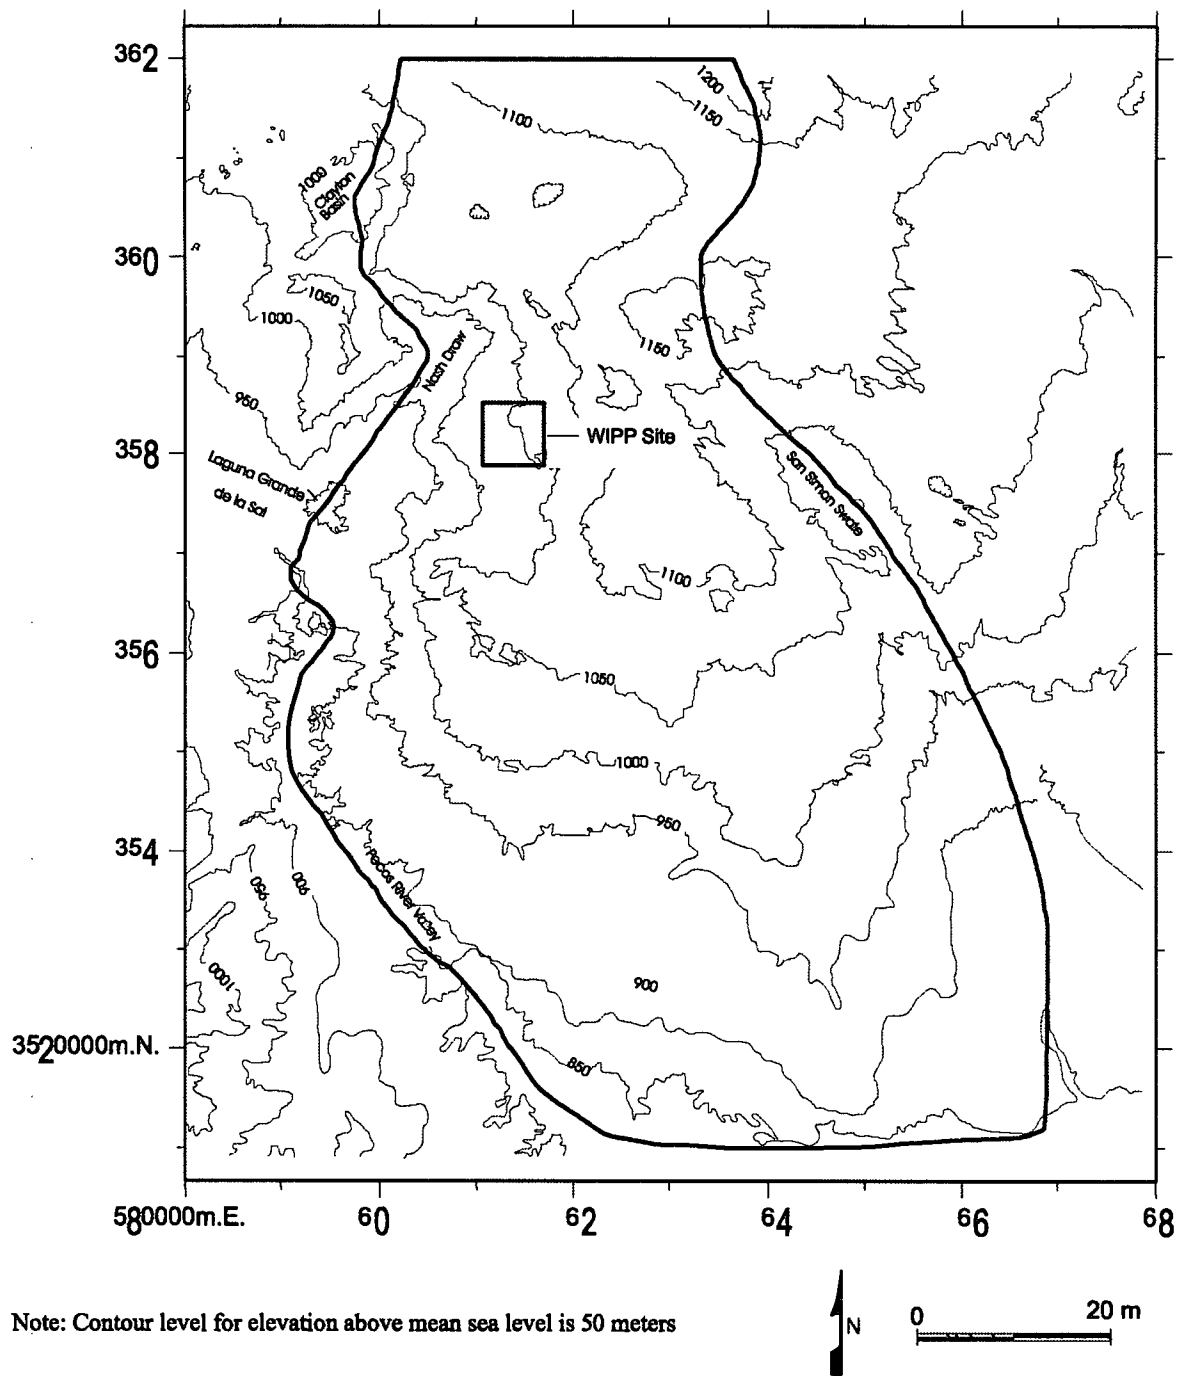 362
1200
1150
1100
1000
Clayton
Basin
360
1050
1000
1150
Nash Draw
950
WIPP Site
358
Laguna Grande
de la Sal
San Simon Swale
1100
356
1050
1000
950
354
Pecos River Valley
950
900
1000
900
3520000m.N.
850
580000m.E.
60
62
64
66
68
Note: Contour level for elevation above mean sea level is 50 meters
N
0
20 m